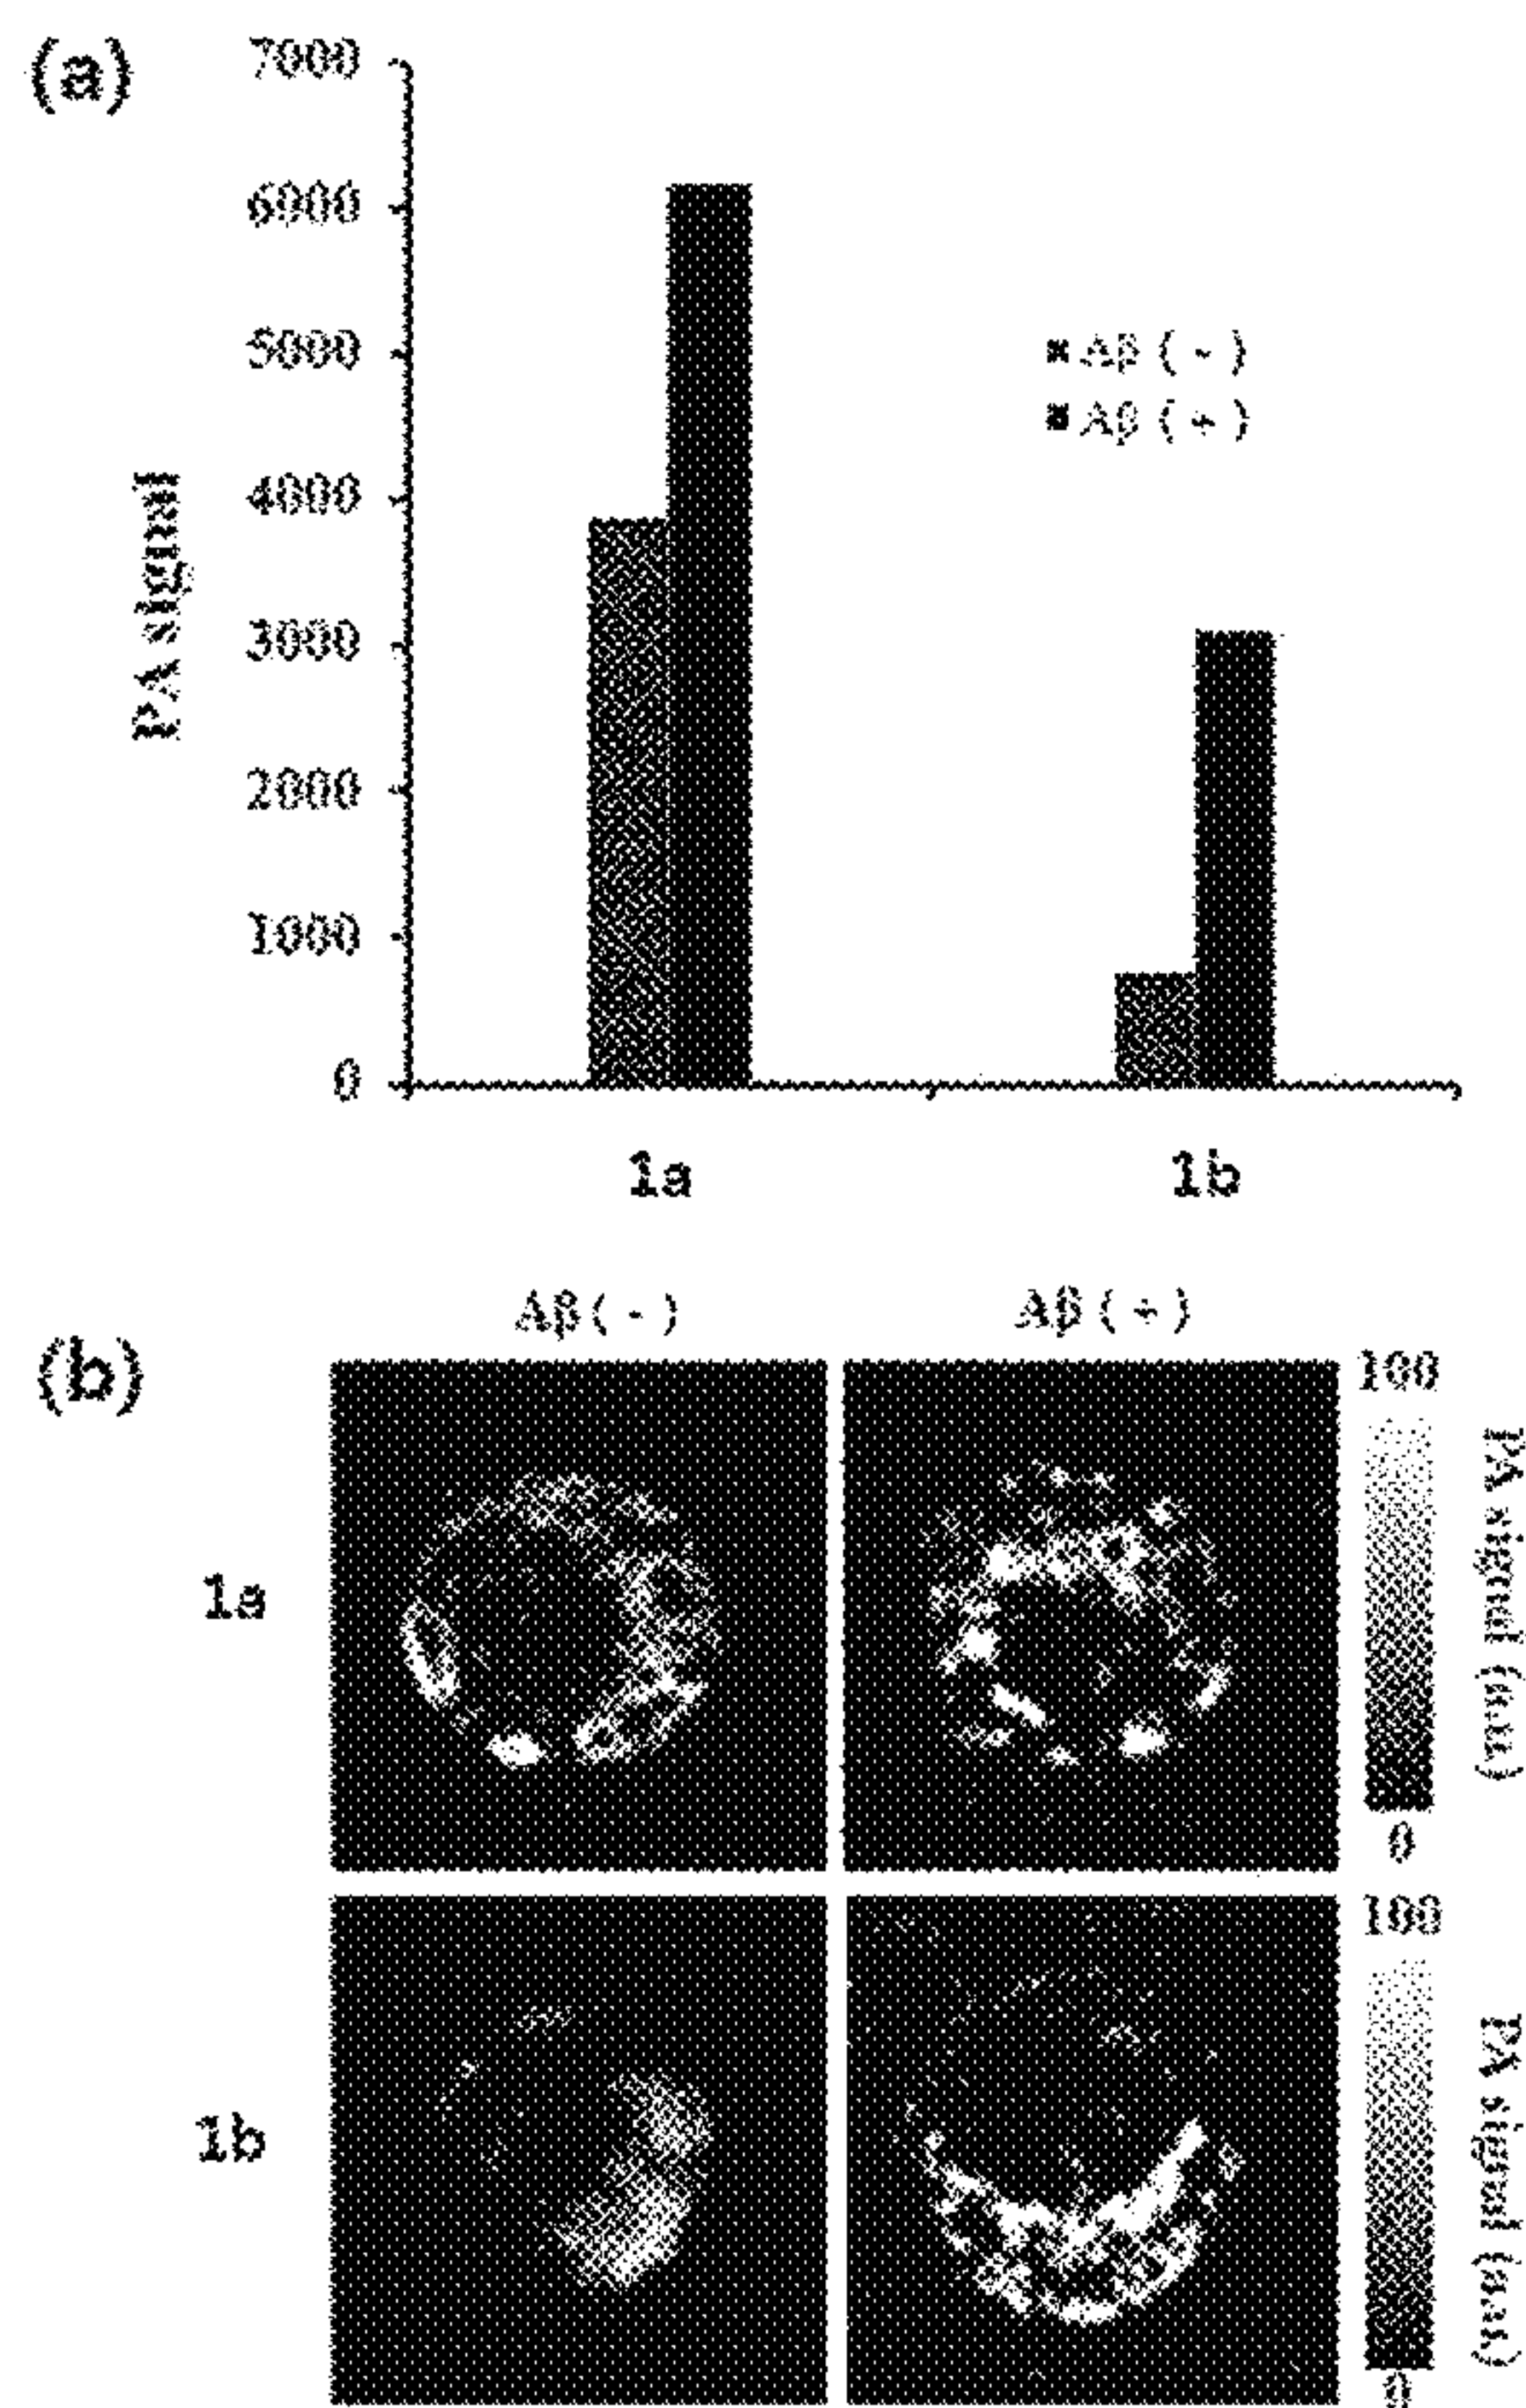 (a)
7000
6000
5000
4000
3000
2000
1000
0
PA signal
Aβ ( - )
Aβ ( + )
1a 1b
(b)
Aβ ( - ) Aβ ( + )
1a
100
PA signal (a.u.)
0
1b
100
PA signal (a.u.)
0